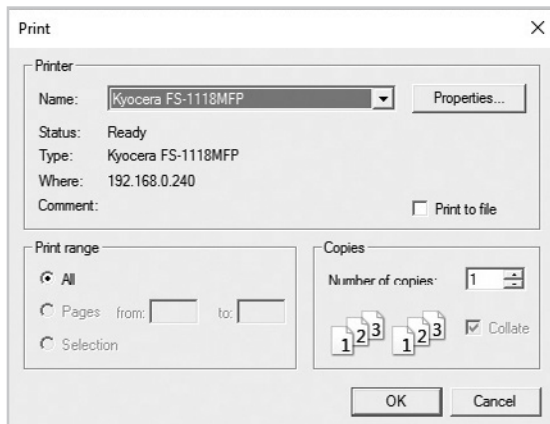 Print
Printer
Name: Kyocera FS-1118MFP Properties...
Status: Ready
Type: Kyocera FS-1118MFP
Where: 192.168.0.240
Comment:
Print to file
Print range
All
Pages from: to:
Selection
Copies
Number of copies: 1
1 2 3 1 2 3
Collate
OK Cancel